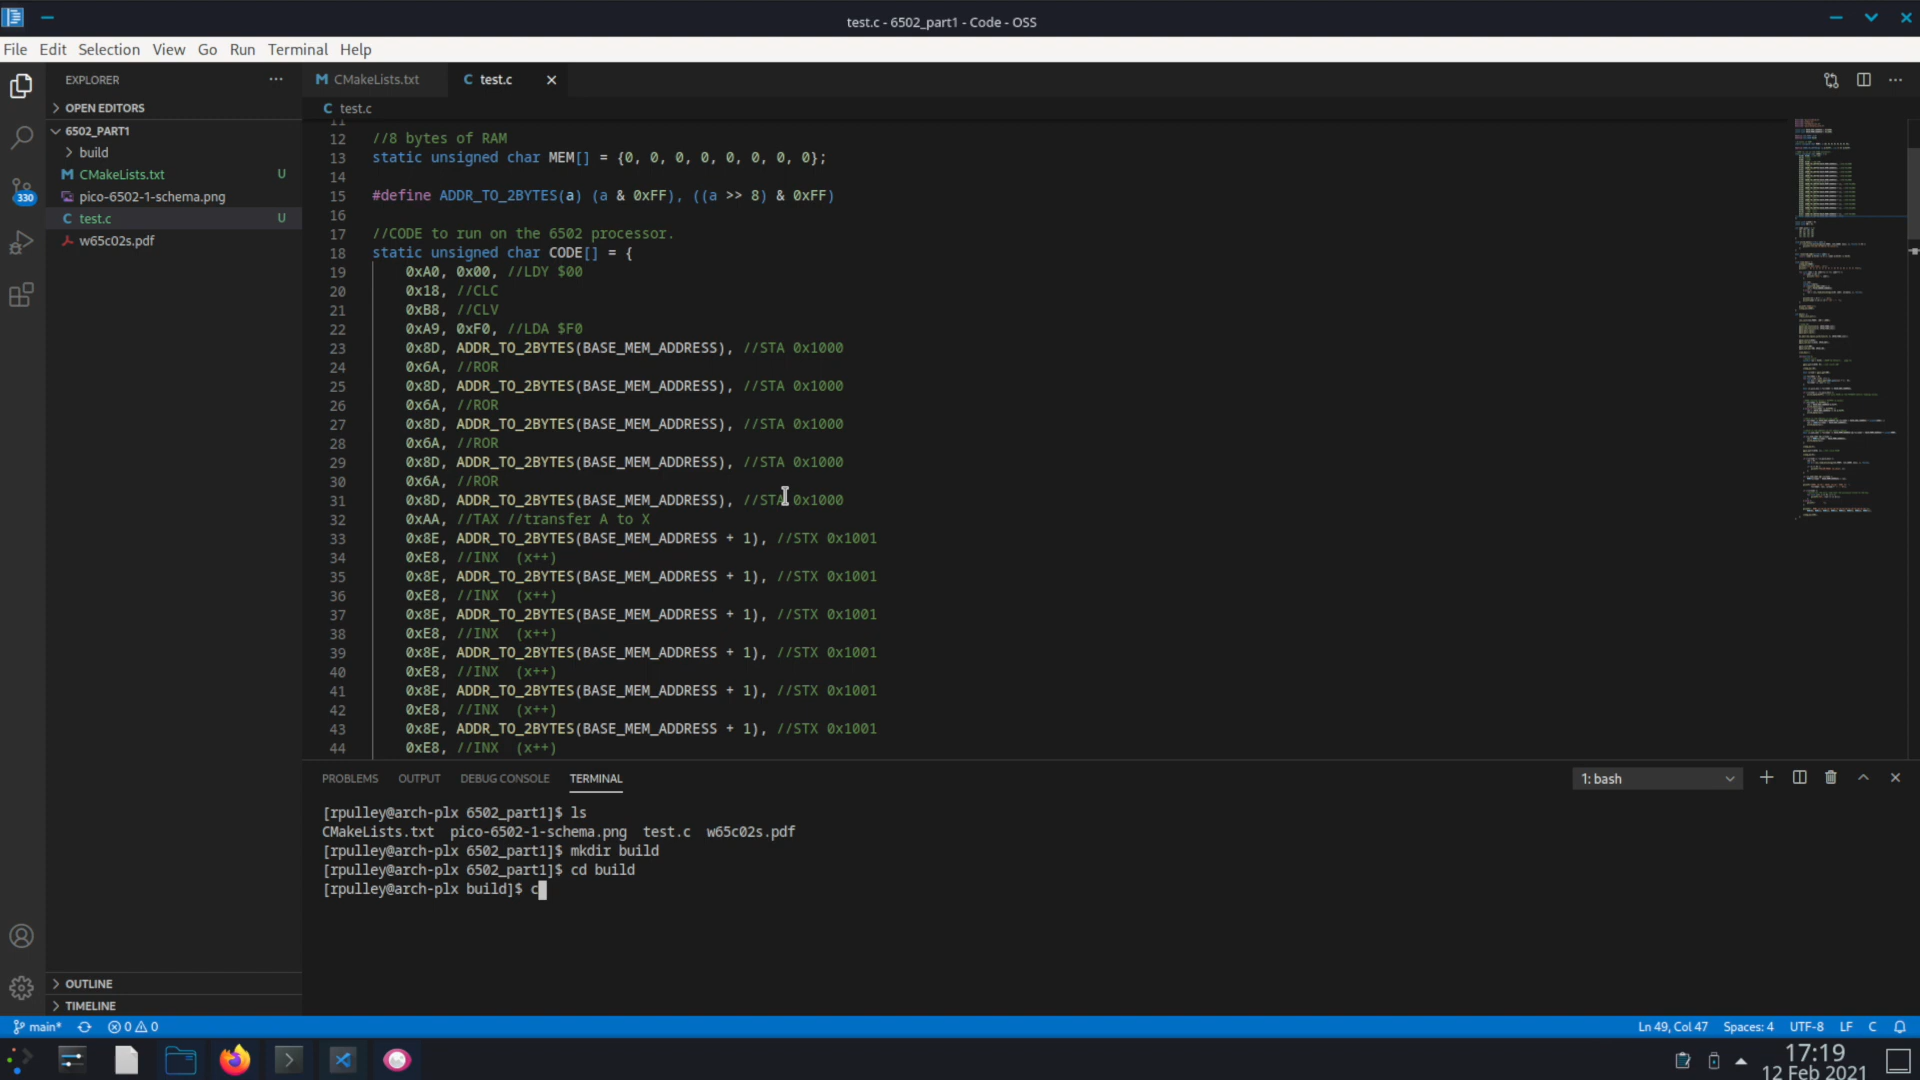 test.c - 6502_part1 - Code - OSS
File Edit Selection View Go Run Terminal Help
EXPLORER
OPEN EDITORS
6502_PART1
build
CMakeLists.txt U
pico-6502-1-schema.png
C test.c U
w65c02s.pdf
330
OUTLINE
TIMELINE
M CMakeLists.txt C test.c
C test.c
11
12 //8 bytes of RAM
13 static unsigned char MEM[] = {0, 0, 0, 0, 0, 0, 0, 0};
14
15 #define ADDR_TO_2BYTES(a) (a & 0xFF), ((a >> 8) & 0xFF)
16
17 //CODE to run on the 6502 processor.
18 static unsigned char CODE[] = {
19 0xA0, 0x00, //LDY $00
20 0x18, //CLC
21 0xB8, //CLV
22 0xA9, 0xF0, //LDA $F0
23 0x8D, ADDR_TO_2BYTES(BASE_MEM_ADDRESS), //STA 0x1000
24 0x6A, //ROR
25 0x8D, ADDR_TO_2BYTES(BASE_MEM_ADDRESS), //STA 0x1000
26 0x6A, //ROR
27 0x8D, ADDR_TO_2BYTES(BASE_MEM_ADDRESS), //STA 0x1000
28 0x6A, //ROR
29 0x8D, ADDR_TO_2BYTES(BASE_MEM_ADDRESS), //STA 0x1000
30 0x6A, //ROR
31 0x8D, ADDR_TO_2BYTES(BASE_MEM_ADDRESS), //STA 0x1000
32 0xAA, //TAX //transfer A to X
33 0x8E, ADDR_TO_2BYTES(BASE_MEM_ADDRESS + 1), //STX 0x1001
34 0xE8, //INX (x++)
35 0x8E, ADDR_TO_2BYTES(BASE_MEM_ADDRESS + 1), //STX 0x1001
36 0xE8, //INX (x++)
37 0x8E, ADDR_TO_2BYTES(BASE_MEM_ADDRESS + 1), //STX 0x1001
38 0xE8, //INX (x++)
39 0x8E, ADDR_TO_2BYTES(BASE_MEM_ADDRESS + 1), //STX 0x1001
40 0xE8, //INX (x++)
41 0x8E, ADDR_TO_2BYTES(BASE_MEM_ADDRESS + 1), //STX 0x1001
42 0xE8, //INX (x++)
43 0x8E, ADDR_TO_2BYTES(BASE_MEM_ADDRESS + 1), //STX 0x1001
44 0xE8, //INX (x++)
PROBLEMS OUTPUT DEBUG CONSOLE TERMINAL 1: bash
[rpulley@arch-plx 6502_part1]$ ls
CMakeLists.txt pico-6502-1-schema.png test.c w65c02s.pdf
[rpulley@arch-plx 6502_part1]$ mkdir build
[rpulley@arch-plx 6502_part1]$ cd build
[rpulley@arch-plx build]$ c
main* 0 0 Ln 49, Col 47 Spaces: 4 UTF-8 LF C
17:19
12 Feb 2021